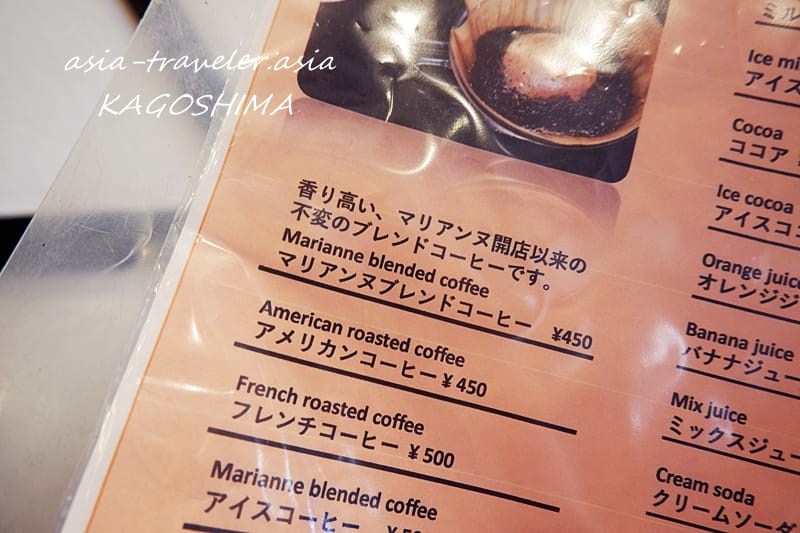 asia-traveler.asia
KAGOSHIMA
香り高い、マリアンヌ開店以来の
不変のブレンドコーヒーです。
Marianne blended coffee
マリアンヌブレンドコーヒー ¥450
American roasted coffee
アメリカンコーヒー ¥450
French roasted coffee
フレンチコーヒー ¥500
Marianne blended coffee
アイスコーヒー
Ice
アイス
Cocoa
ココア
Ice cocoa
アイスココ
Orange juice
オレンジジ
Banana juice
バナナジュー
Mix juice
ミックスジュー
Cream soda
クリームソーダ